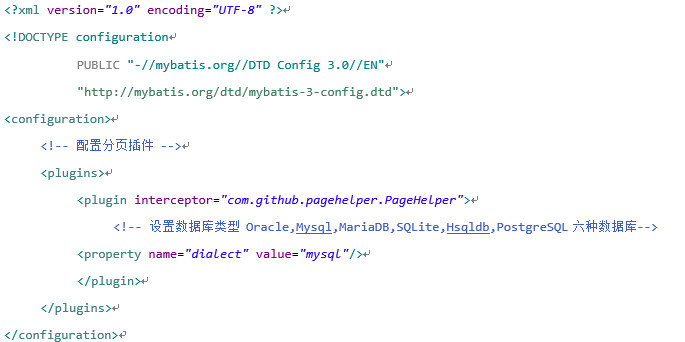 <?xml version="1.0" encoding="UTF-8" ?>↵
<!DOCTYPE configuration↵
PUBLIC "-//mybatis.org//DTD Config 3.0//EN"↵
"http://mybatis.org/dtd/mybatis-3-config.dtd">↵
<configuration>↵
<!-- 配置分页插件 -->↵
<plugins>↵
<plugin interceptor="com.github.pagehelper.PageHelper">↵
<!-- 设置数据库类型 Oracle,Mysql,MariaDB,SQLite,Hsqldb,PostgreSQL 六种数据库-->↵
<property name="dialect" value="mysql"/>↵
</plugin>↵
</plugins>↵
</configuration>↵